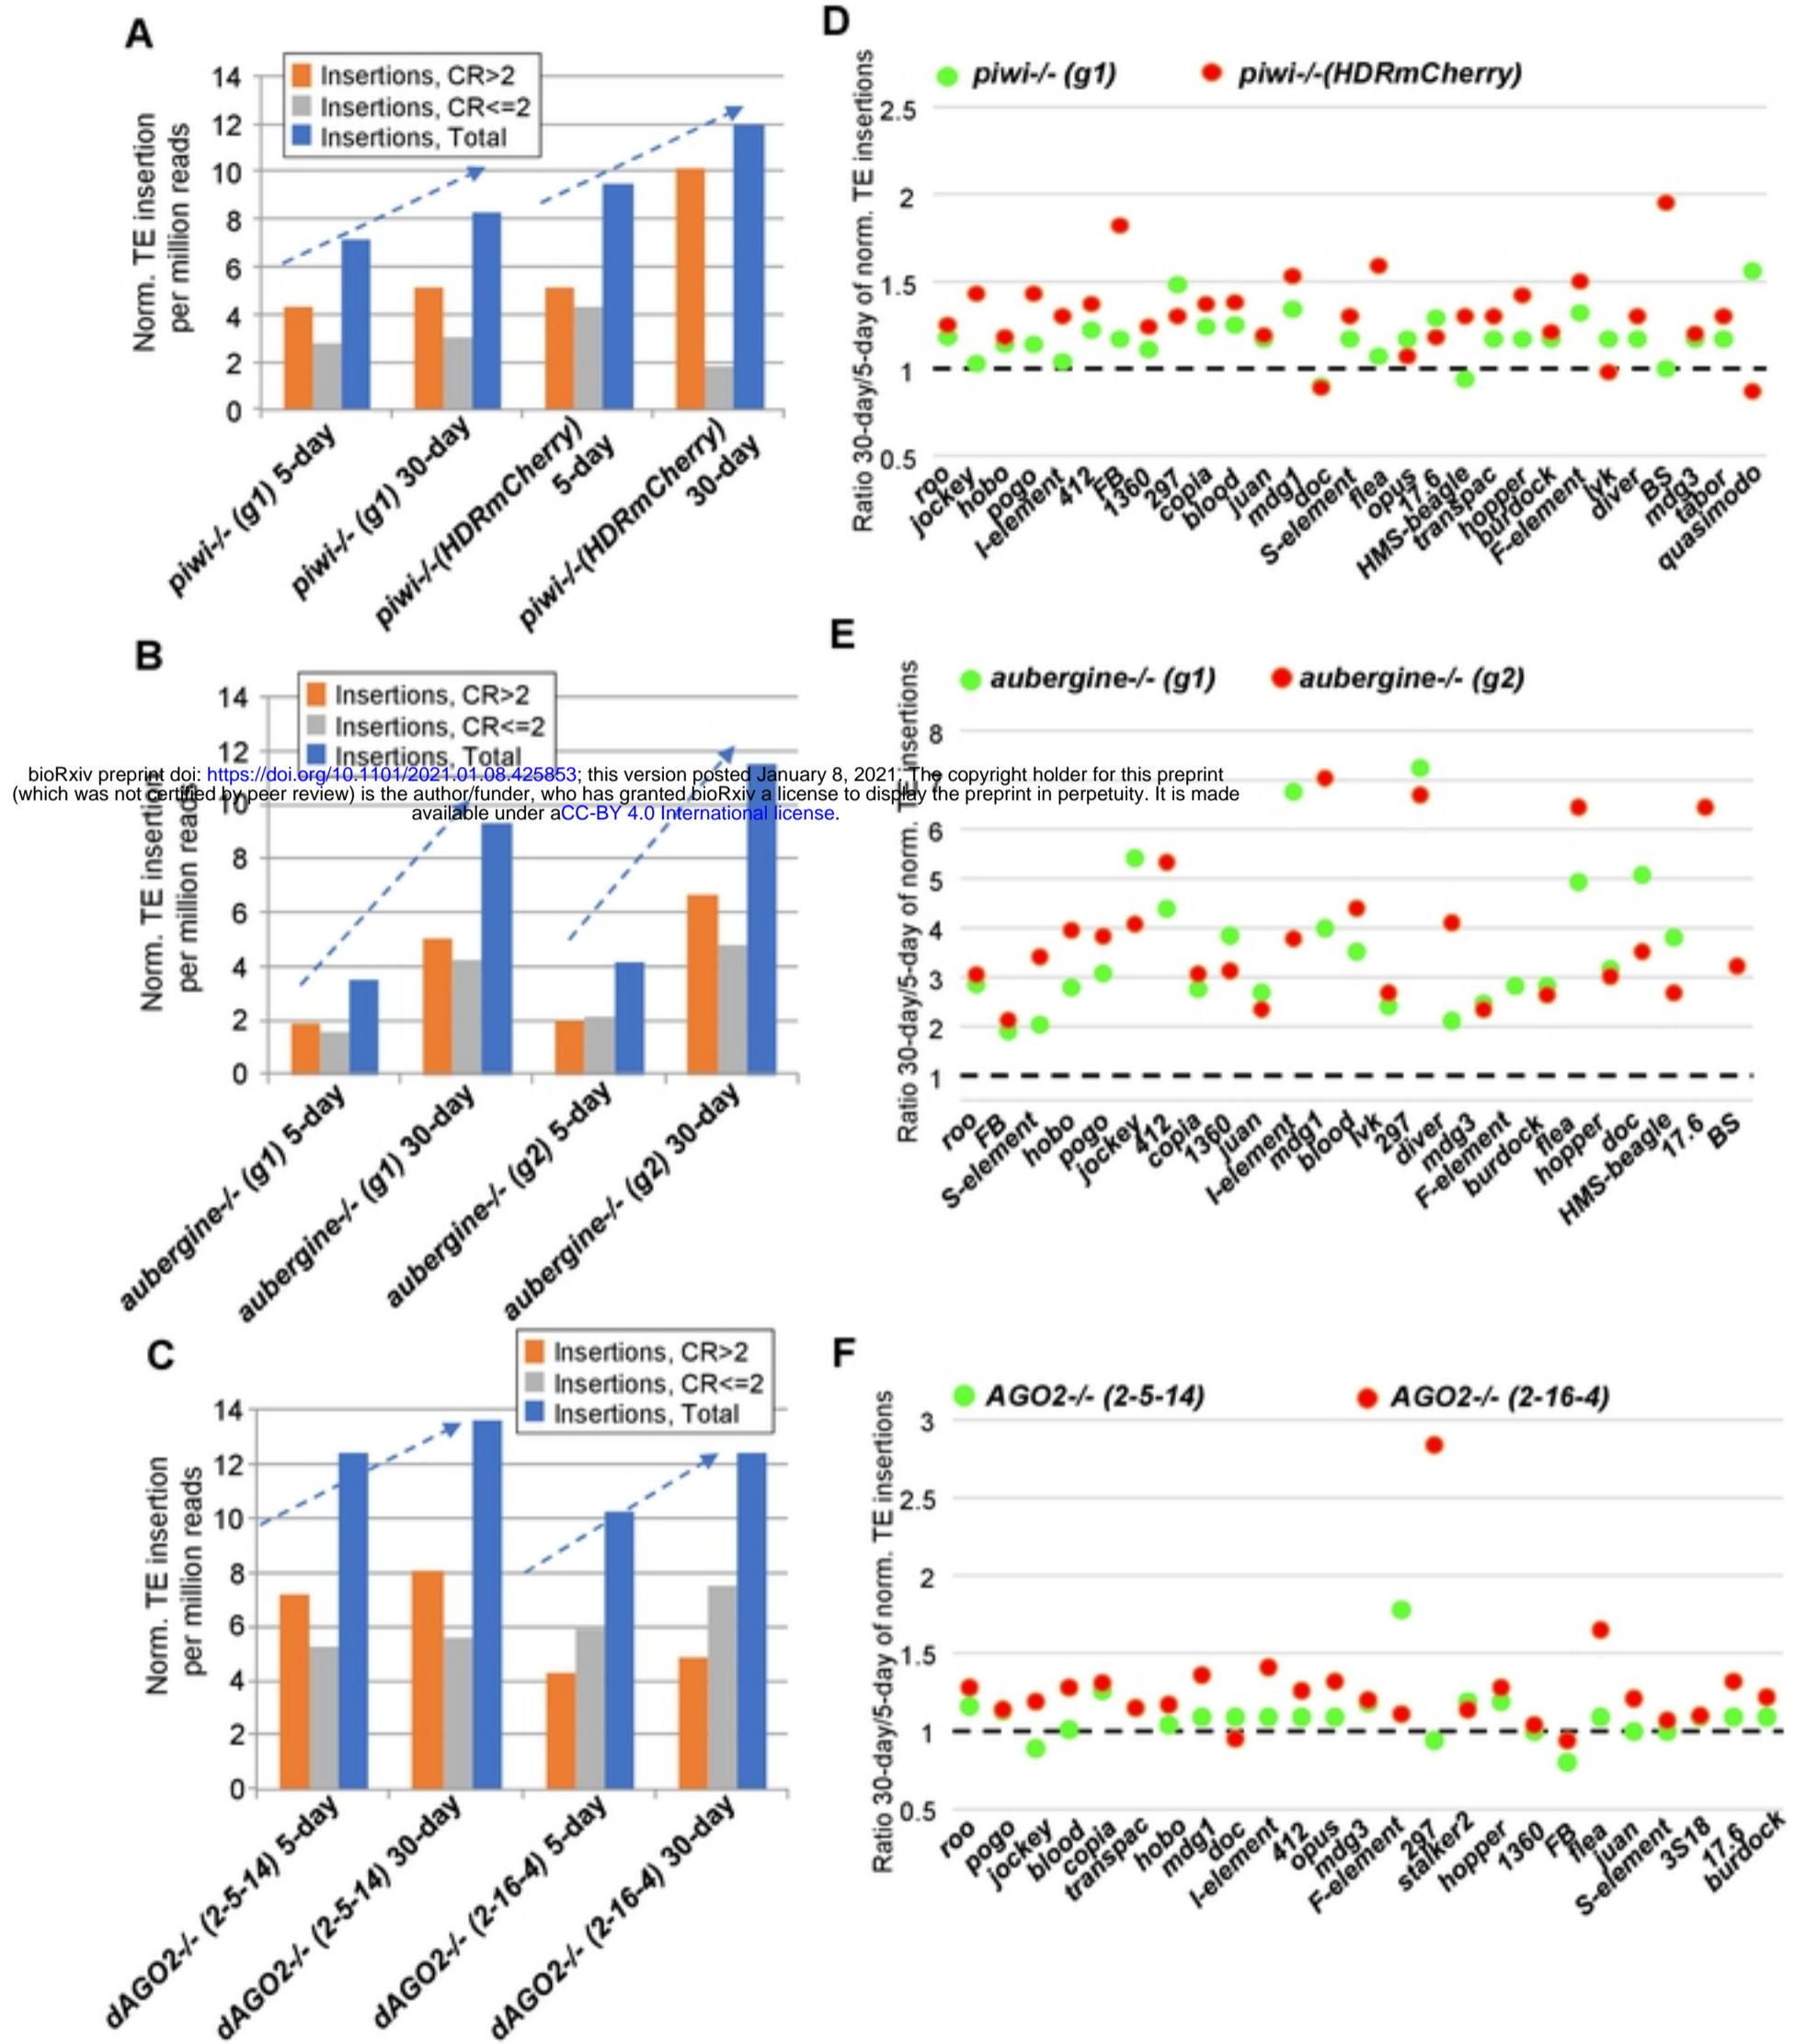 A
Insertions, CR>2
Insertions, CR<=2
Insertions, Total
Norm. TE insertion
per million reads
14
12
10
8
6
4
2
0
piwi-/- (g1) 5-day
piwi-/- (g1) 30-day
piwi-/-(HDRmCherry)
5-day
piwi-/-(HDRmCherry)
30-day
D
piwi-/- (g1)
piwi-/-(HDRmCherry)
Ratio 30-day/5-day of norm. TE insertions
2.5
2
1.5
1
0.5
roo
jockey
hobo
pogo
I-element
412
FB
1360
297
copia
blood
juan
mdg1
doc
S-element
flea
opus
17.6
HMS-beagle
transpac
hopper
burdock
F-element
Ivk
diver
BS
mdg3
tabor
quasimodo
B
Insertions, CR>2
Insertions, CR<=2
Insertions, Total
Norm. TE insertion
per million reads
14
12
10
8
6
4
2
0
aubergine-/- (g1) 5-day
aubergine-/- (g1) 30-day
aubergine-/- (g2) 5-day
aubergine-/- (g2) 30-day
bioRxiv preprint doi: https://doi.org/10.1101/2021.01.08.425853; this version posted January 8, 2021. The copyright holder for this preprint
(which was not certified by peer review) is the author/funder, who has granted bioRxiv a license to display the preprint in perpetuity. It is made
available under aCC-BY 4.0 International license.
E
aubergine-/- (g1)
aubergine-/- (g2)
Ratio 30-day/5-day of norm. TE insertions
8
7
6
5
4
3
2
1
roo
FB
S-element
hobo
pogo
jockey
412
copia
1360
juan
I-element
mdg1
blood
Ivk
297
diver
mdg3
F-element
burdock
flea
hopper
doc
HMS-beagle
17.6
BS
C
Insertions, CR>2
Insertions, CR<=2
Insertions, Total
Norm. TE insertion
per million reads
14
12
10
8
6
4
2
0
dAGO2-/- (2-5-14) 5-day
dAGO2-/- (2-5-14) 30-day
dAGO2-/- (2-16-4) 5-day
dAGO2-/- (2-16-4) 30-day
F
AGO2-/- (2-5-14)
AGO2-/- (2-16-4)
Ratio 30-day/5-day of norm. TE insertions
3
2.5
2
1.5
1
0.5
roo
pogo
jockey
blood
copia
transpac
hobo
mdg1
doc
I-element
412
opus
mdg3
F-element
297
stalker2
hopper
1360
FB
flea
juan
S-element
3S18
17.6
burdock